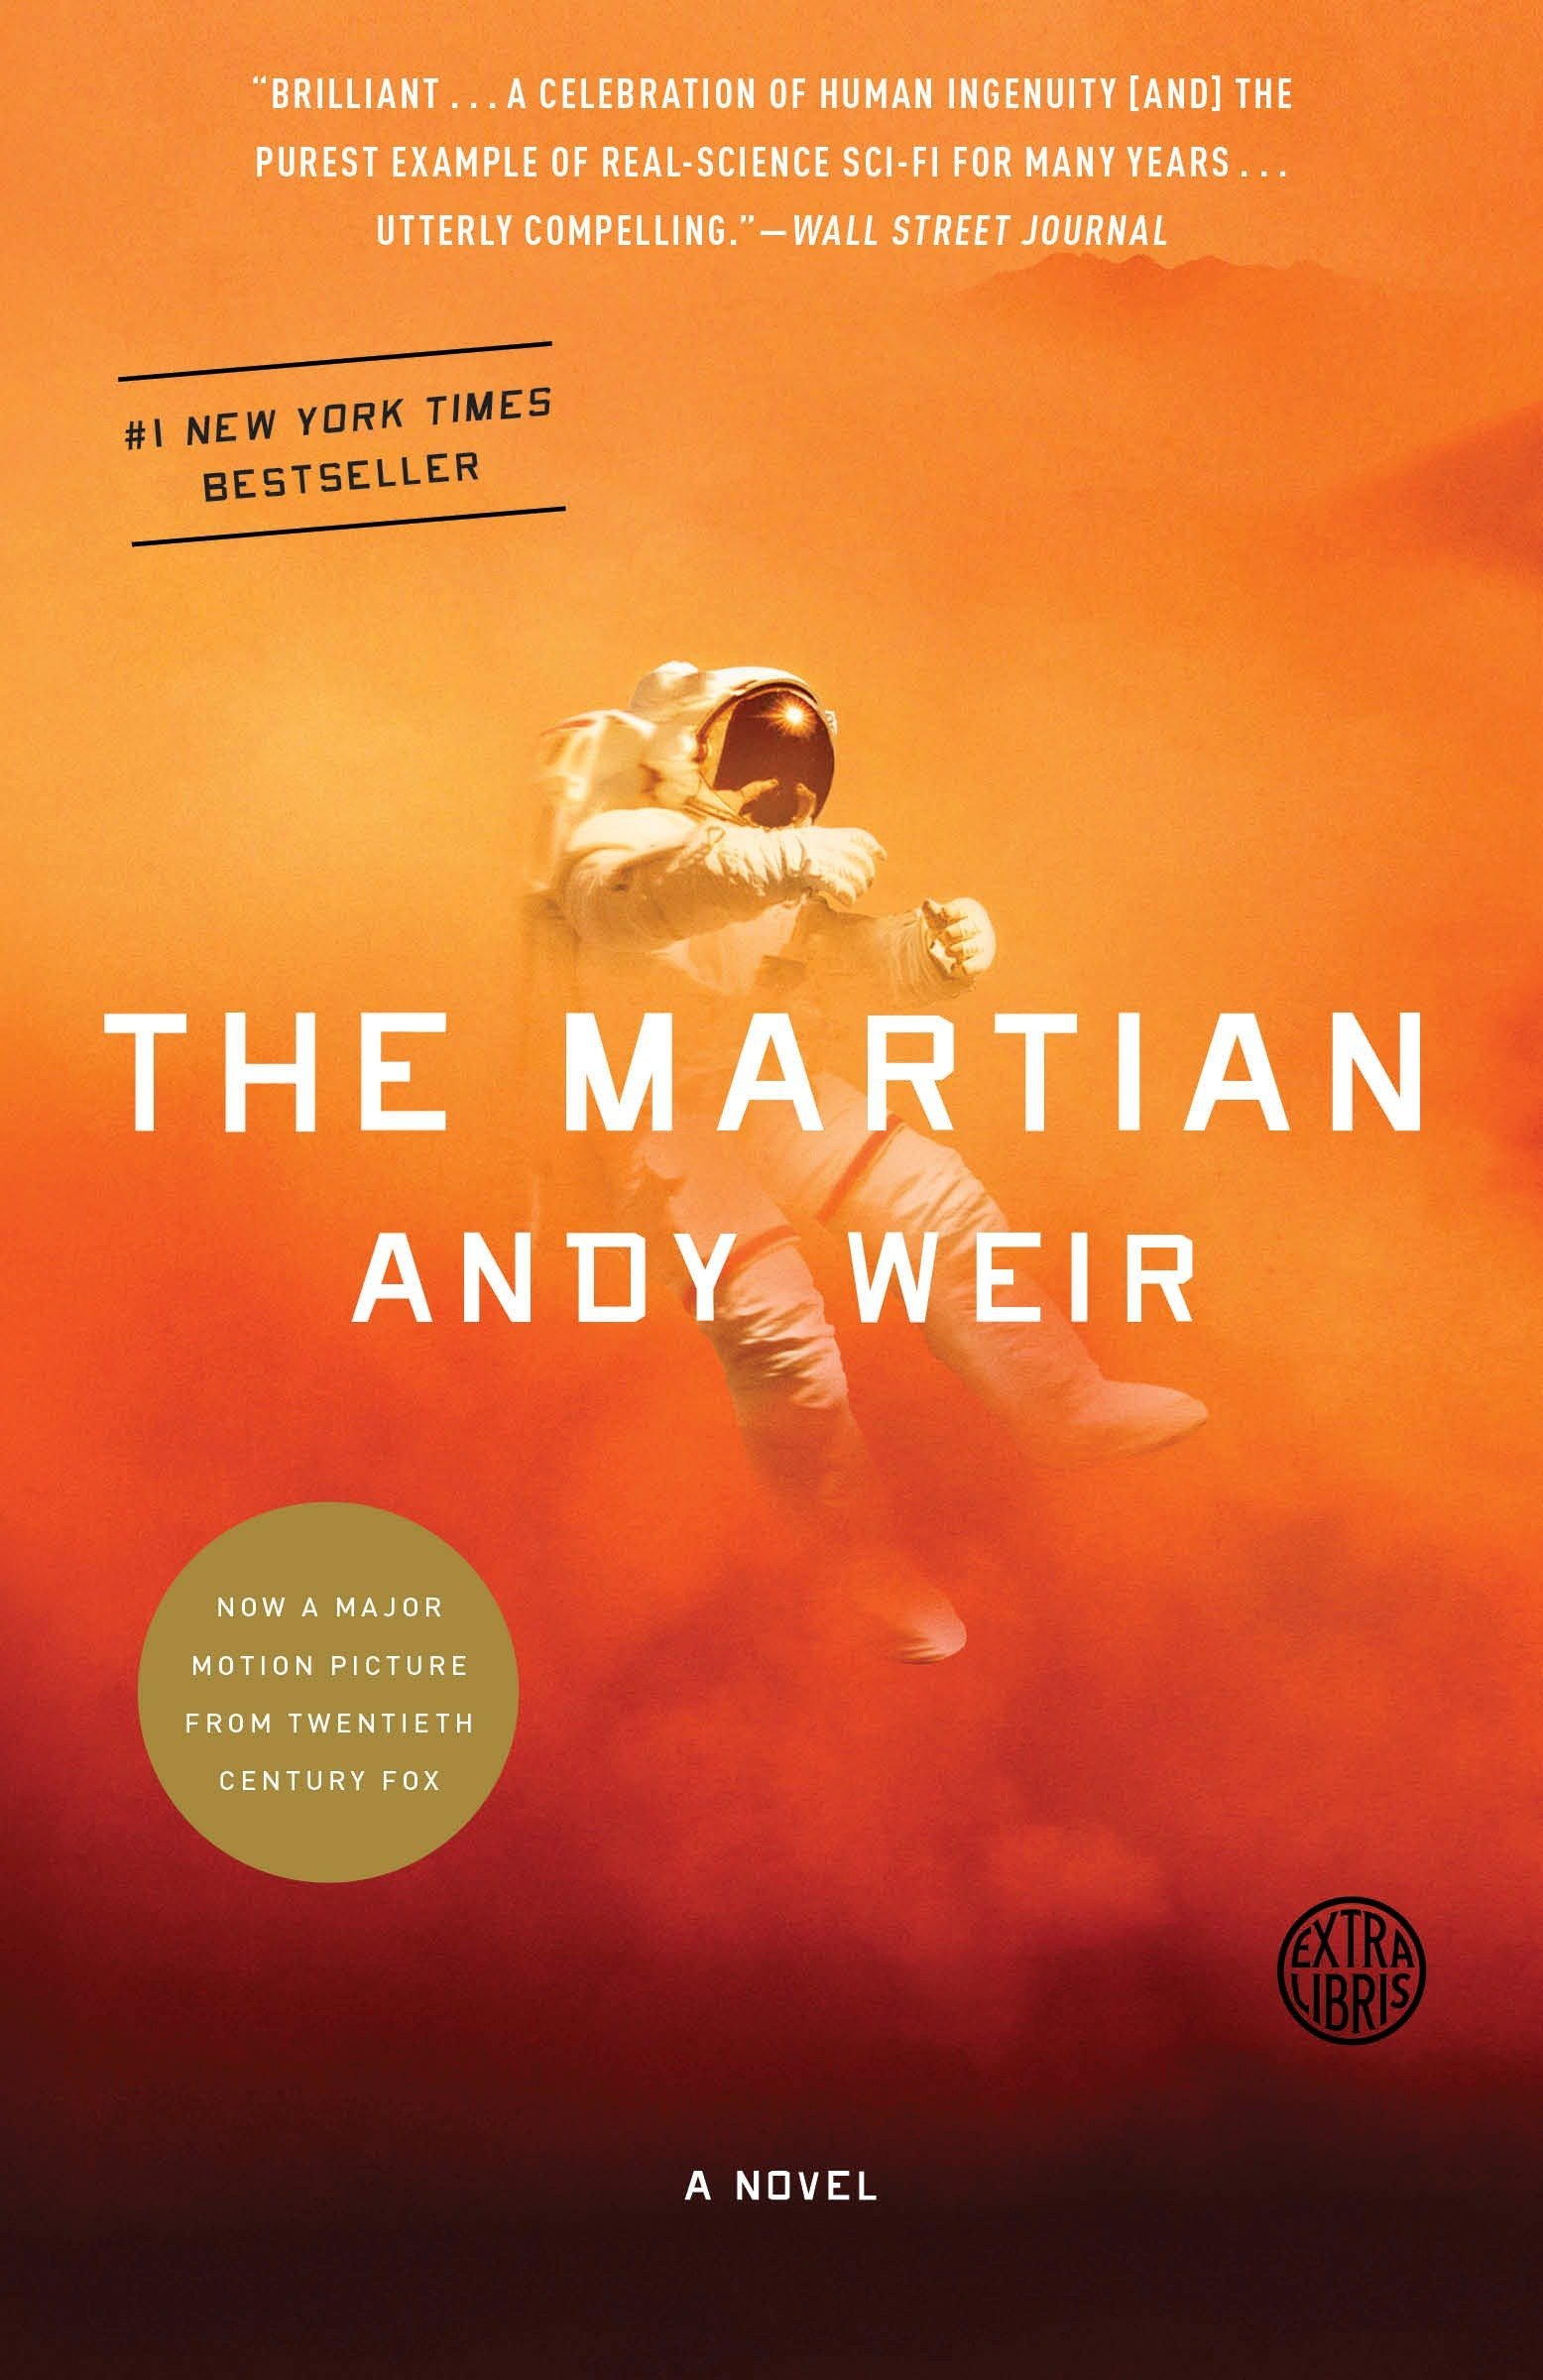 “BRILLIANT . . . A CELEBRATION OF HUMAN INGENUITY [AND] THE
PUREST EXAMPLE OF REAL-SCIENCE SCI-FI FOR MANY YEARS . . .
UTTERLY COMPELLING.”—WALL STREET JOURNAL
#1 NEW YORK TIMES
BESTSELLER
THE MARTIAN
ANDY WEIR
NOW A MAJOR
MOTION PICTURE
FROM TWENTIETH
CENTURY FOX
EXTRA
LIBRIS
A NOVEL